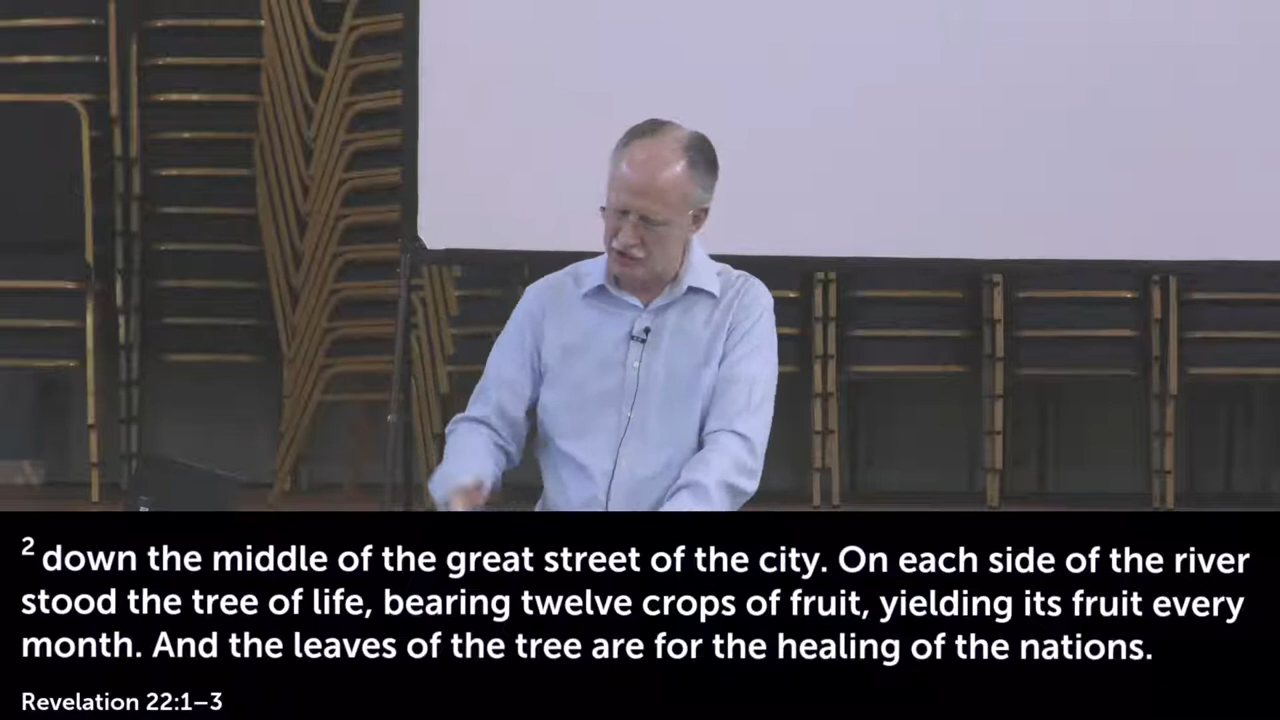 2 down the middle of the great street of the city. On each side of the river
stood the tree of life, bearing twelve crops of fruit, yielding its fruit every
month. And the leaves of the tree are for the healing of the nations.
Revelation 22:1–3